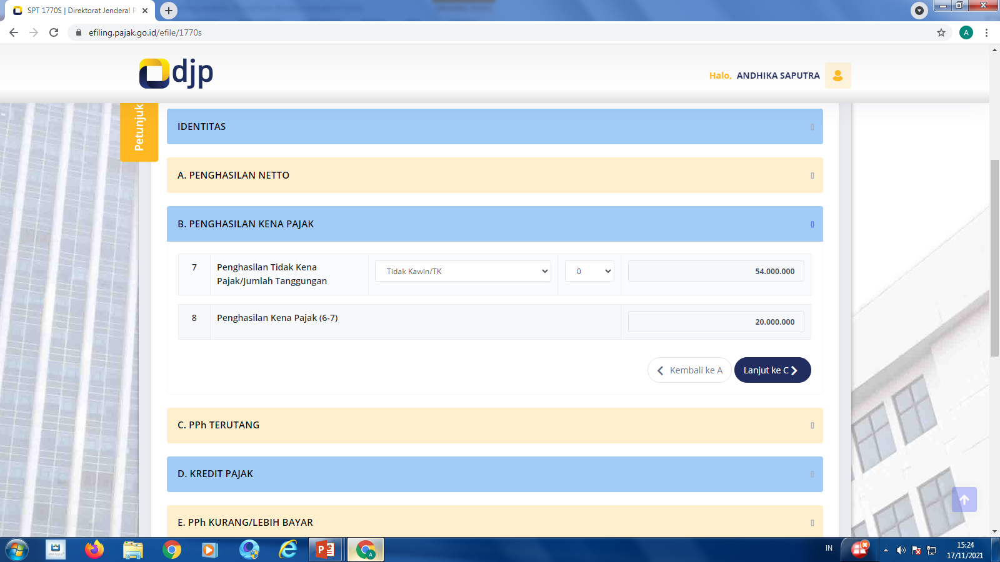 SPT 1770S | Direktorat Jenderal P
efiling.pajak.go.id/efile/1770s
A
djp
Halo, ANDHIKA SAPUTRA
Petunjuk
IDENTITAS
A. PENGHASILAN NETTO
B. PENGHASILAN KENA PAJAK
7 Penghasilan Tidak Kena Pajak/Jumlah Tanggungan Tidak Kawin/TK 0 54.000.000
8 Penghasilan Kena Pajak (6-7) 20.000.000
Kembali ke A Lanjut ke C
C. PPh TERUTANG
D. KREDIT PAJAK
E. PPh KURANG/LEBIH BAYAR
IN
15:24
17/11/2021